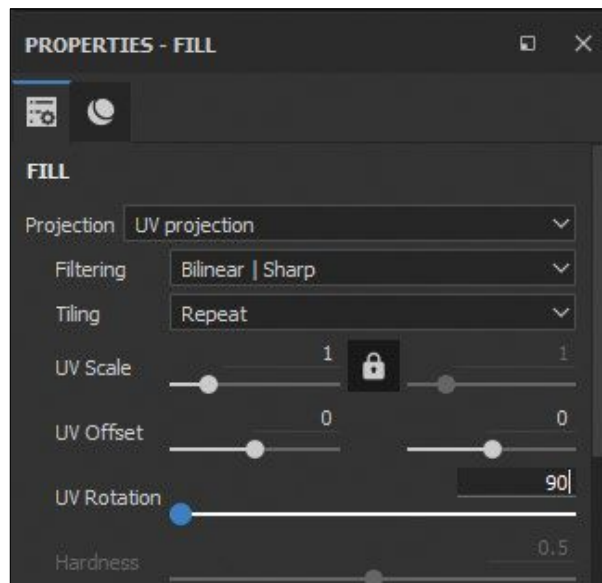 PROPERTIES - FILL
FILL
Projection UV projection
Filtering Bilinear | Sharp
Tiling Repeat
UV Scale 1 1
UV Offset 0 0
UV Rotation 90
Hardness 0.5